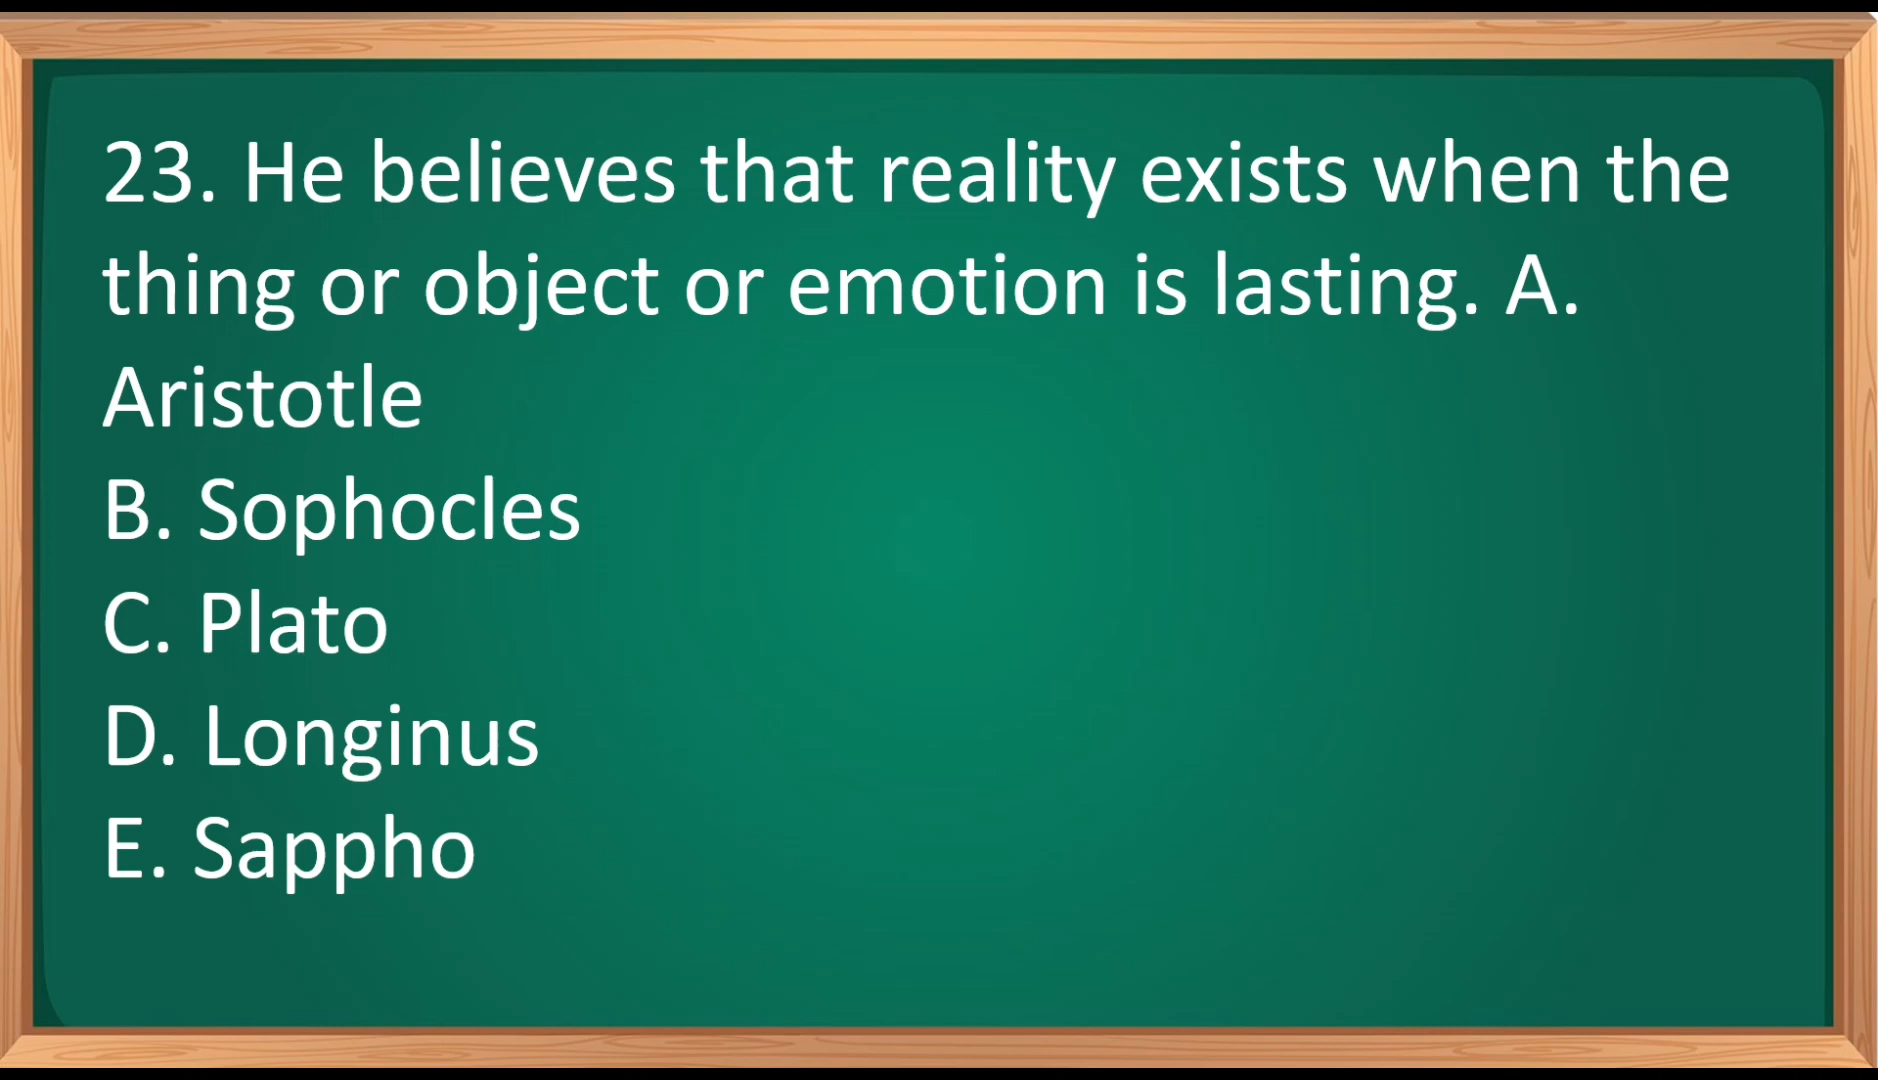 23. He believes that reality exists when the
thing or object or emotion is lasting. A.
Aristotle
B. Sophocles
C. Plato
D. Longinus
E. Sappho